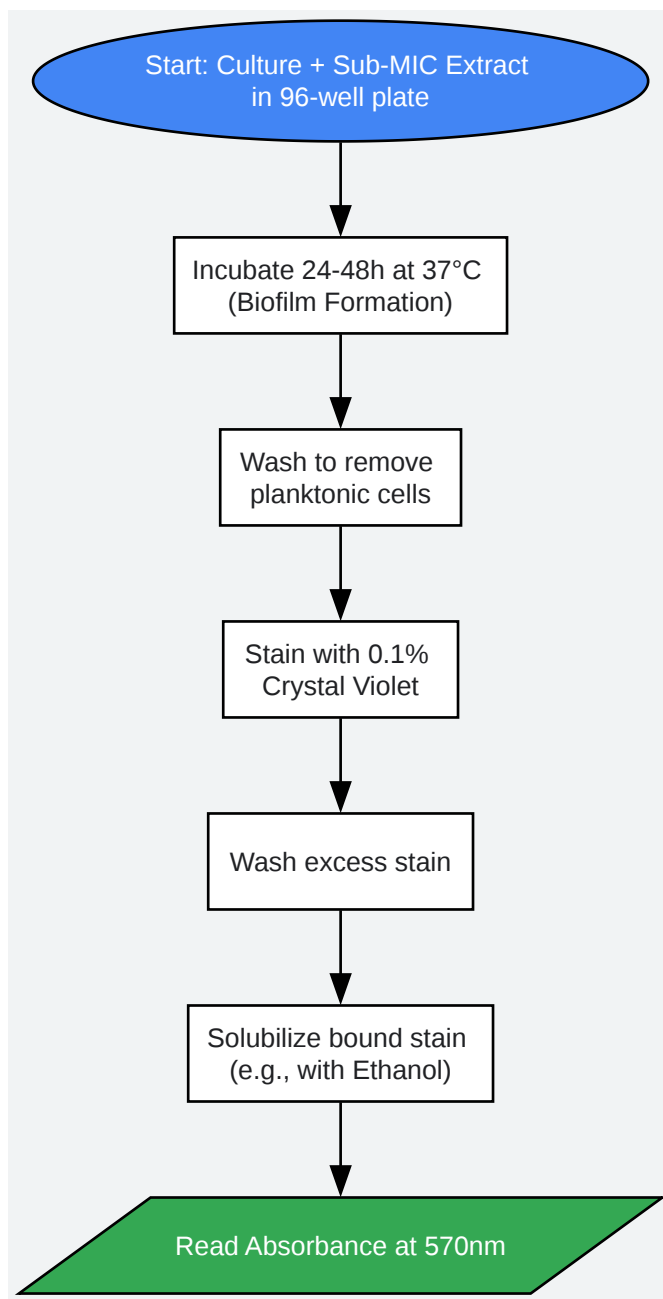 Start: Culture + Sub-MIC Extract
in 96-well plate
Incubate 24-48h at 37°C
(Biofilm Formation)
Wash to remove
planktonic cells
Stain with 0.1%
Crystal Violet
Wash excess stain
Solubilize bound stain
(e.g., with Ethanol)
Read Absorbance at 570nm